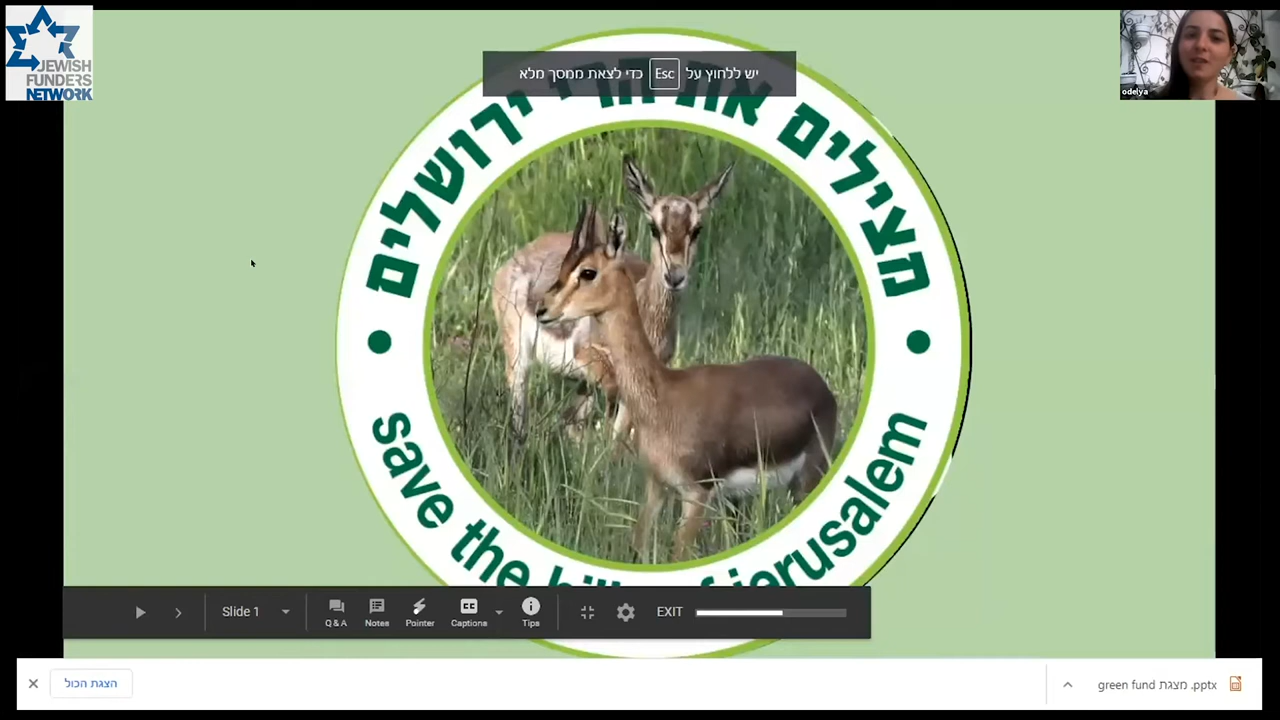 JEWISH
FUNDERS
NETWORK
יש ללחוץ על Esc כדי לצאת ממסך מלא
מצילים את הרי ירושלים
save the hills of jerusalem
odelya
Slide 1
Q & A
Notes
Pointer
Captions
Tips
EXIT
הצגת הכול
green fund מצגת .pptx